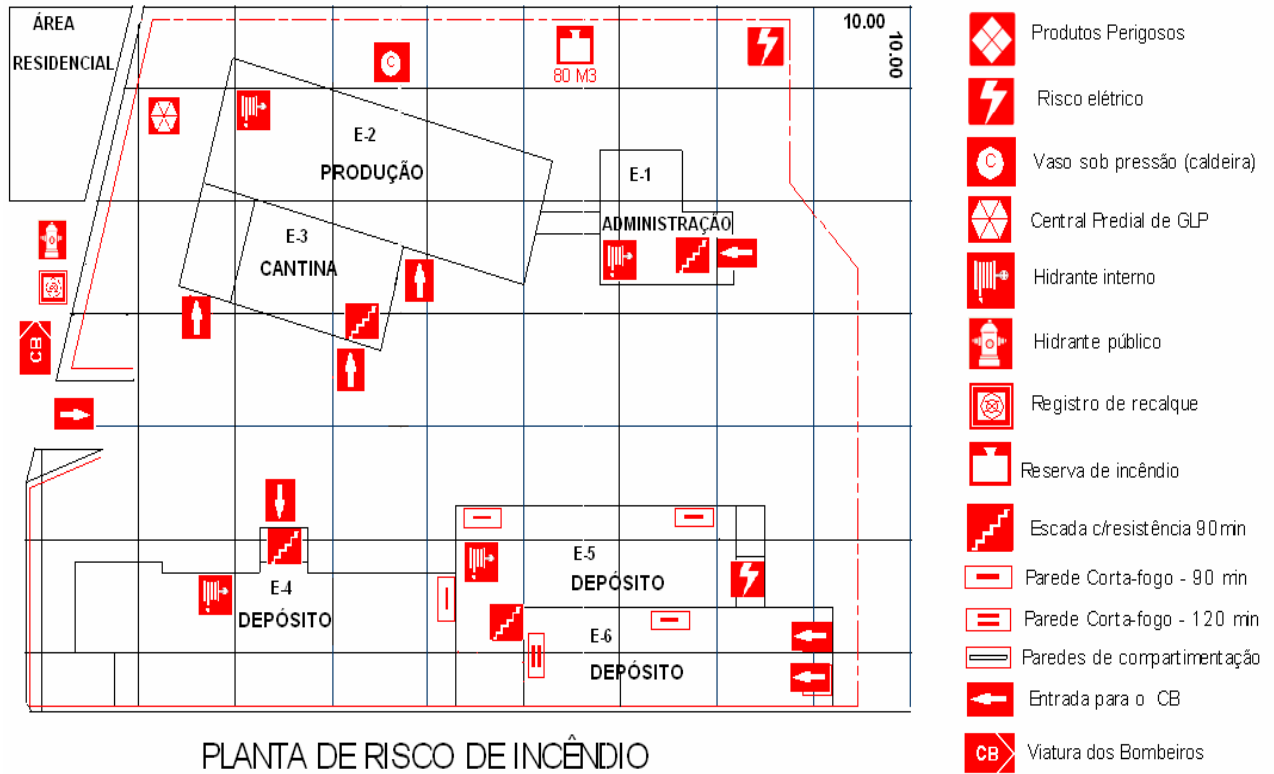 ÁREA
RESIDENCIAL
10.00
10.00
C
80 M3
E-2
PRODUÇÃO
E-1
ADMINISTRAÇÃO
E-3
CANTINA
CB
E-4
DEPÓSITO
E-5
DEPÓSITO
E-6
DEPÓSITO
PLANTA DE RISCO DE INCÊNDIO
Produtos Perigosos
Risco elétrico
C
Vaso sob pressão (caldeira)
Central Predial de GLP
Hidrante interno
Hidrante público
Registro de recalque
Reserva de incêndio
Escada c/resistência 90min
Parede Corta-fogo - 90 min
Parede Corta-fogo - 120 min
Paredes de compartimentação
Entrada para o CB
CB
Viatura dos Bombeiros